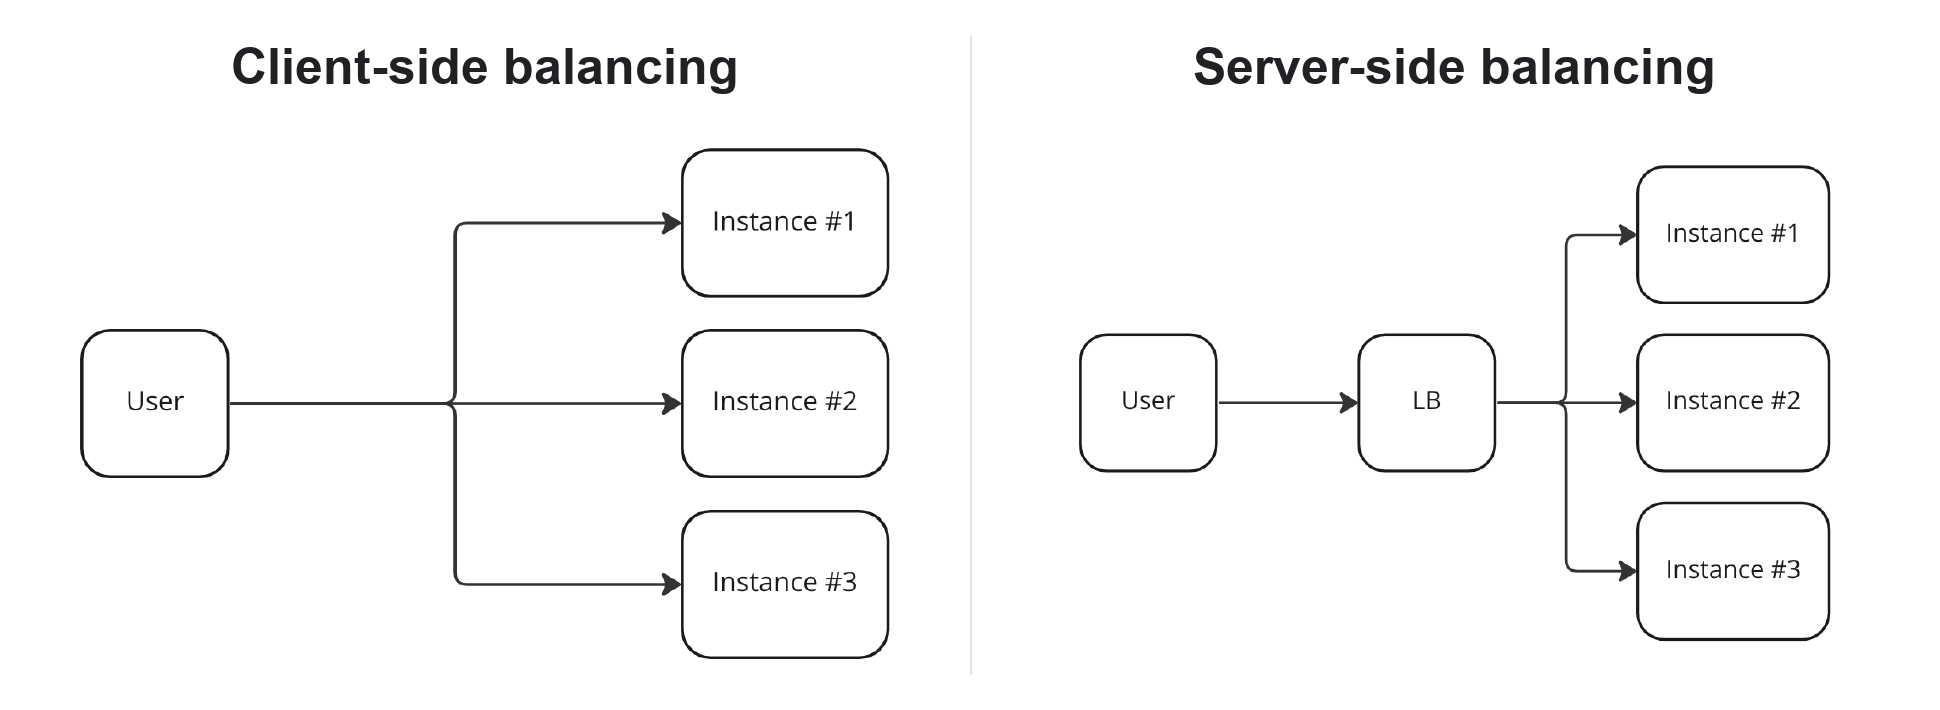 Client-side balancing
User
Instance #1
Instance #2
Instance #3
Server-side balancing
User
LB
Instance #1
Instance #2
Instance #3